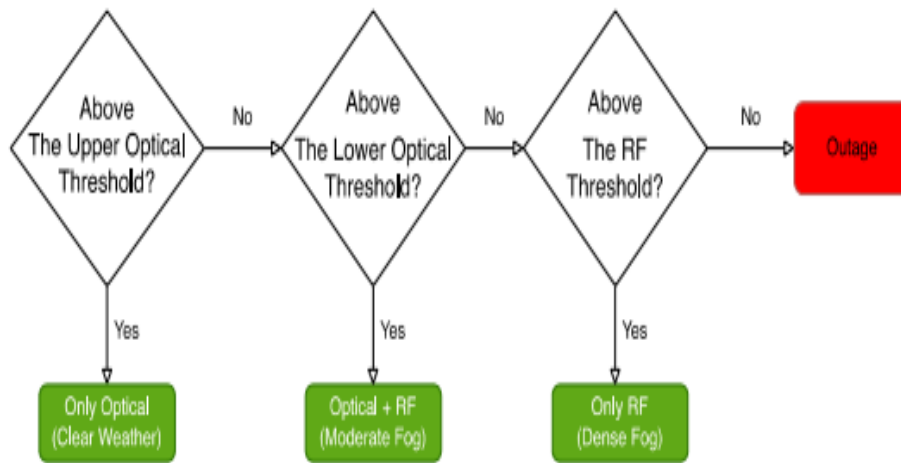 Above
The Upper Optical
Threshold?
No
Above
The Lower Optical
Threshold?
No
Above
The RF
Threshold?
No
Outage
Yes
Yes
Yes
Only Optical
(Clear Weather)
Optical + RF
(Moderate Fog)
Only RF
(Dense Fog)